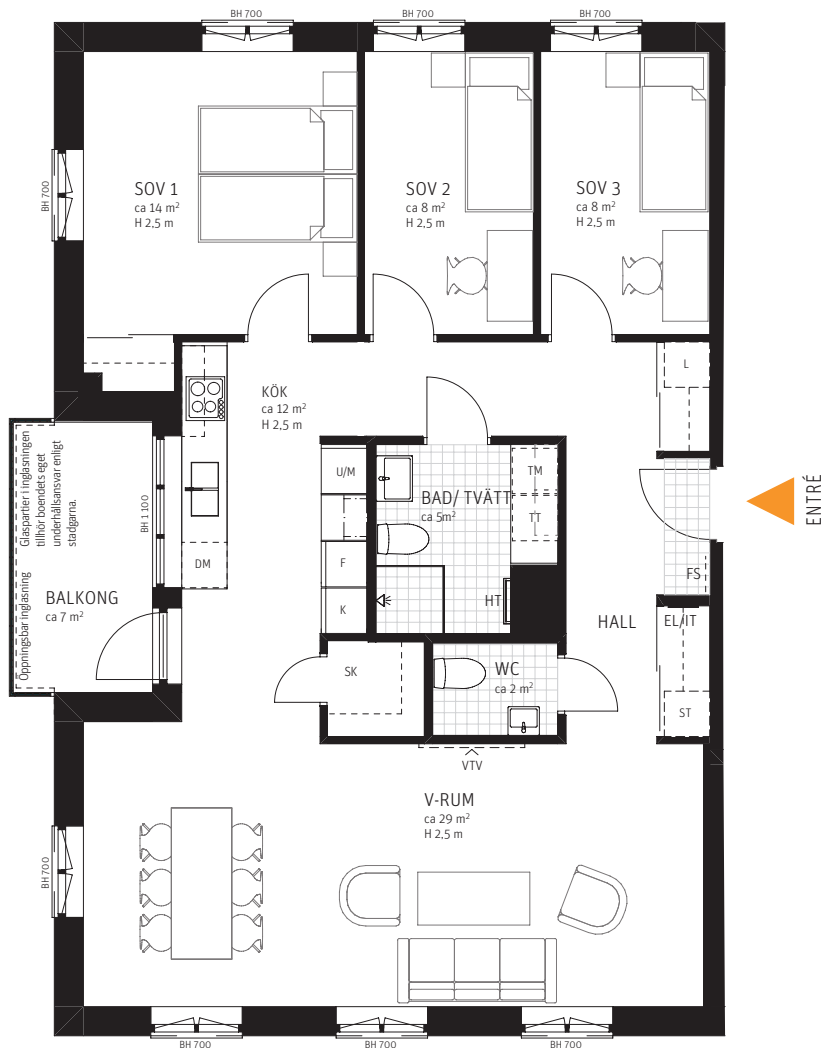 BH 700
BH 700
BH 700
BH 700
SOV 1
ca 14 m²
H 2,5 m
SOV 2
ca 8 m²
H 2,5 m
SOV 3
ca 8 m²
H 2,5 m
KÖK
ca 12 m²
H 2,5 m
L
U/M
BAD/ TVÄTT
ca 5m²
TM
TT
ENTRÉ
Glaspartier i inglasningen
tillhör boendets eget
underhållsansvar enligt
stadgarna.
Öppningsbar inglasning
BH 1 100
DM
F
K
HT
FS
BALKONG
ca 7 m²
HALL
EL/IT
SK
WC
ca 2 m²
ST
VTV
V-RUM
ca 29 m²
H 2,5 m
BH 700
BH 700
BH 700
BH 700